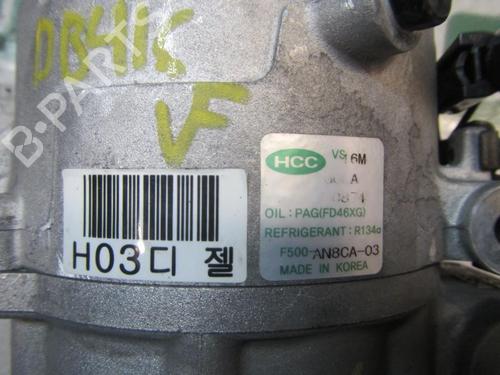 VF
B-PARTS
HCC
VS16M
OIL : PAG(FD46XG)
REFRIGERANT : R134a
F500-AN8CA-03
MADE IN KOREA
H03디 젤